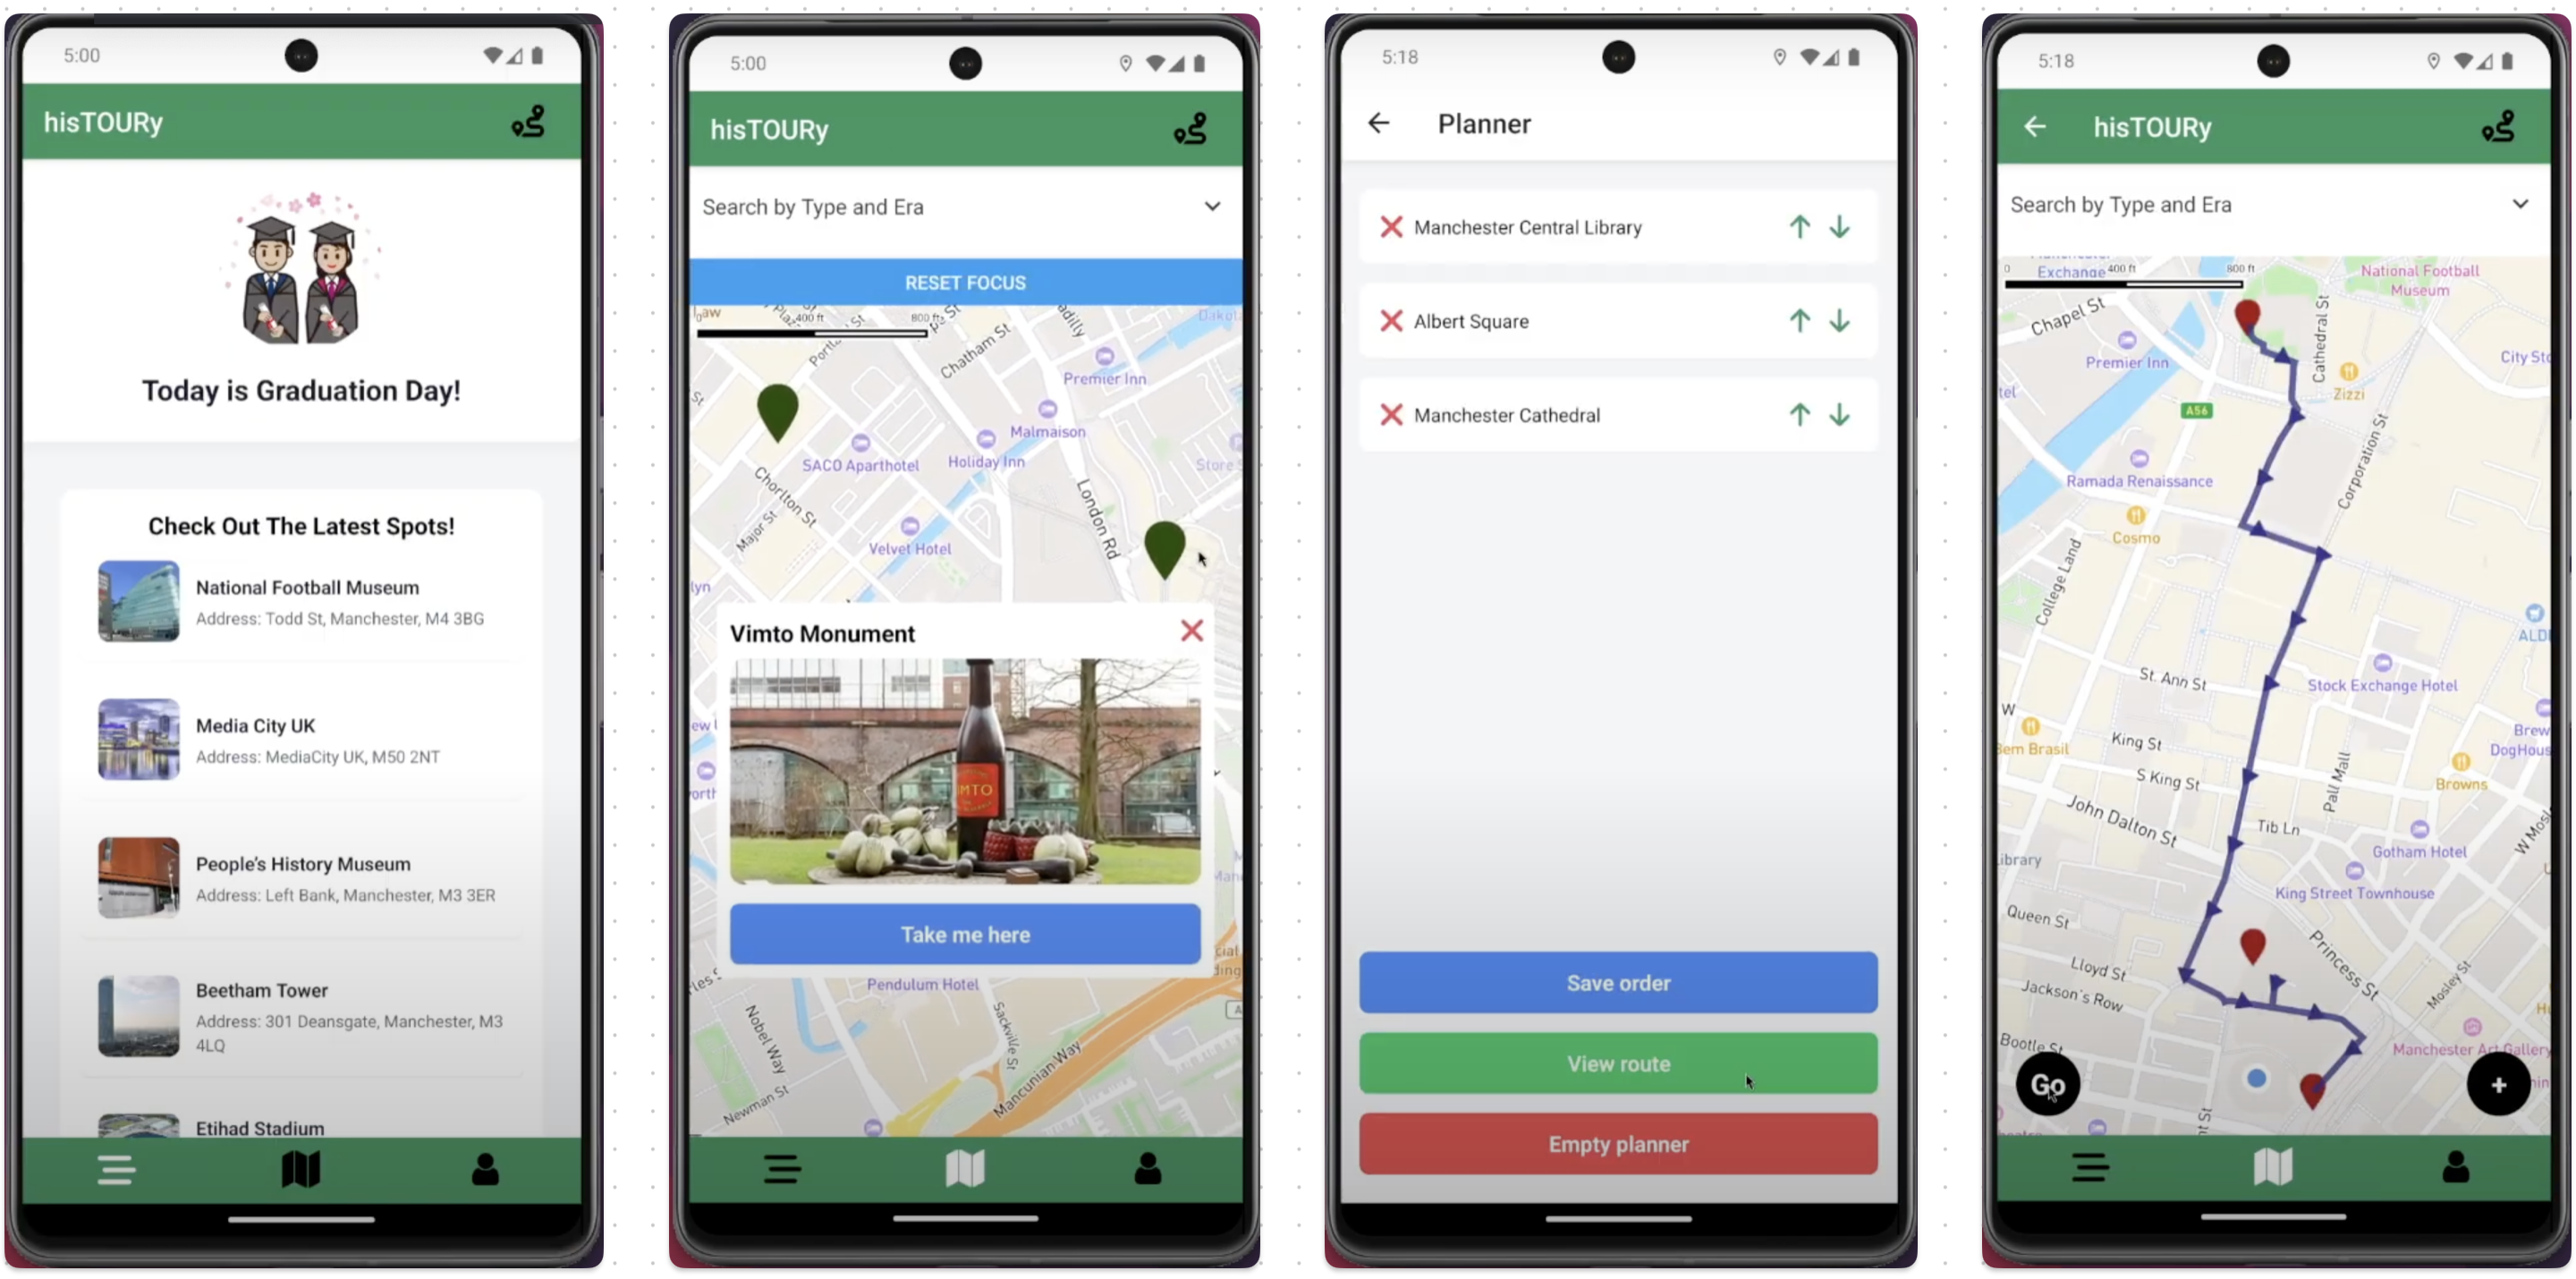 5:00
hisTOURy
Today is Graduation Day!
Check Out The Latest Spots!
National Football Museum
Address: Todd St, Manchester, M4 3BG
Media City UK
Address: MediaCity UK, M50 2NT
People's History Museum
Address: Left Bank, Manchester, M3 3ER
Beetham Tower
Address: 301 Deansgate, Manchester, M3
4LQ
Etihad Stadium
5:00
hisTOURy
Search by Type and Era
RESET FOCUS
400 ft
800 ft
Chatham St
Premier Inn
Malmaison
SACO Aparthotel
Holiday Inn
Chorlton St
London Rd
Major St
Velvet Hotel
Vimto Monument
Take me here
Pendulum Hotel
Nobel Way
Sackville St
Mancunian Way
Newman St
5:18
Planner
Manchester Central Library
Albert Square
Manchester Cathedral
Save order
View route
Empty planner
5:18
hisTOURy
Search by Type and Era
0
400 ft
800 ft
Exchange
National Football
Museum
Chapel St
Cathedral St
Premier Inn
Zizzi
A56
Corporation St
Ramada Renaissance
Cosmo
College Land
St. Ann St
Stock Exchange Hotel
King St
Brew
DogHous
Bem Brasil
S King St
Pall Mall
Browns
John Dalton St
Tib Ln
Gotham Hotel
King Street Townhouse
Queen St
Princess St
Lloyd St
Mosley St
Jackson's Row
Bootle St
Manchester Art Gallery
Go
+